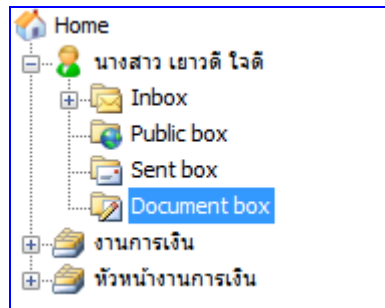 Home
นางสาว เยาวดี ใจดี
Inbox
Public box
Sent box
Document box
งานการเงิน
หัวหน้างานการเงิน